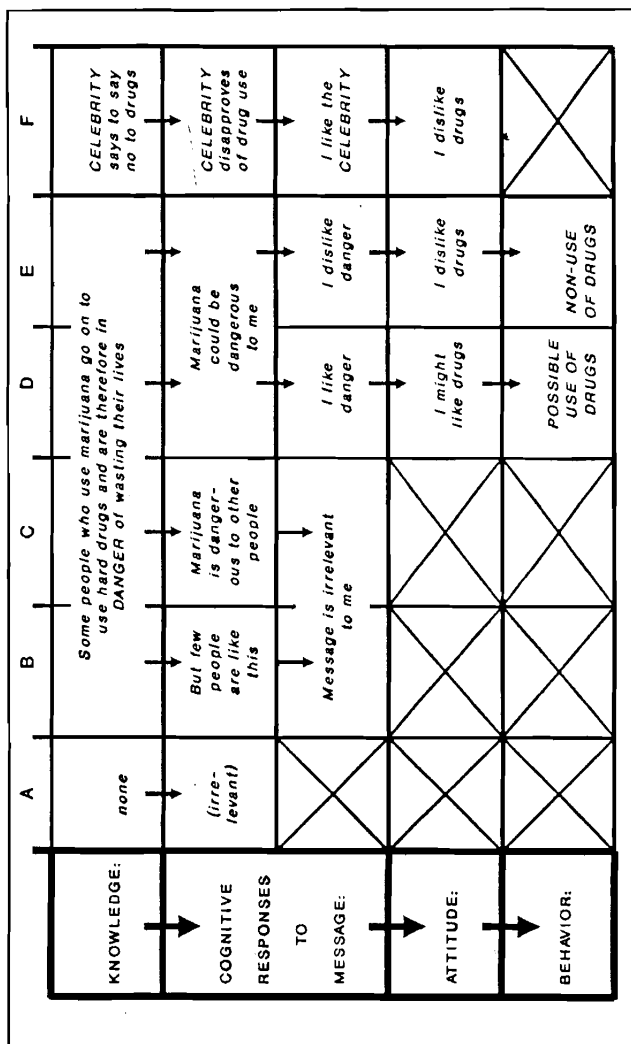 A
B
C
D
E
F
KNOWLEDGE:
none
Some people who use marijuana go on to
use hard drugs and are therefore in
DANGER of wasting their lives
CELEBRITY
says to say
no to drugs
COGNITIVE
RESPONSES
TO
MESSAGE:
(irre-
levant)
But few
people
are like
this
Marijuana
is danger-
ous to other
people
Marijuana
could be
dangerous
to me
CELEBRITY
disapproves
of drug use
Message is irrelevant
to me
I like
danger
I dislike
danger
I like the
CELEBRITY
ATTITUDE:
I might
like drugs
I dislike
drugs
I dislike
drugs
BEHAVIOR:
POSSIBLE
USE OF
DRUGS
NON-USE
OF DRUGS